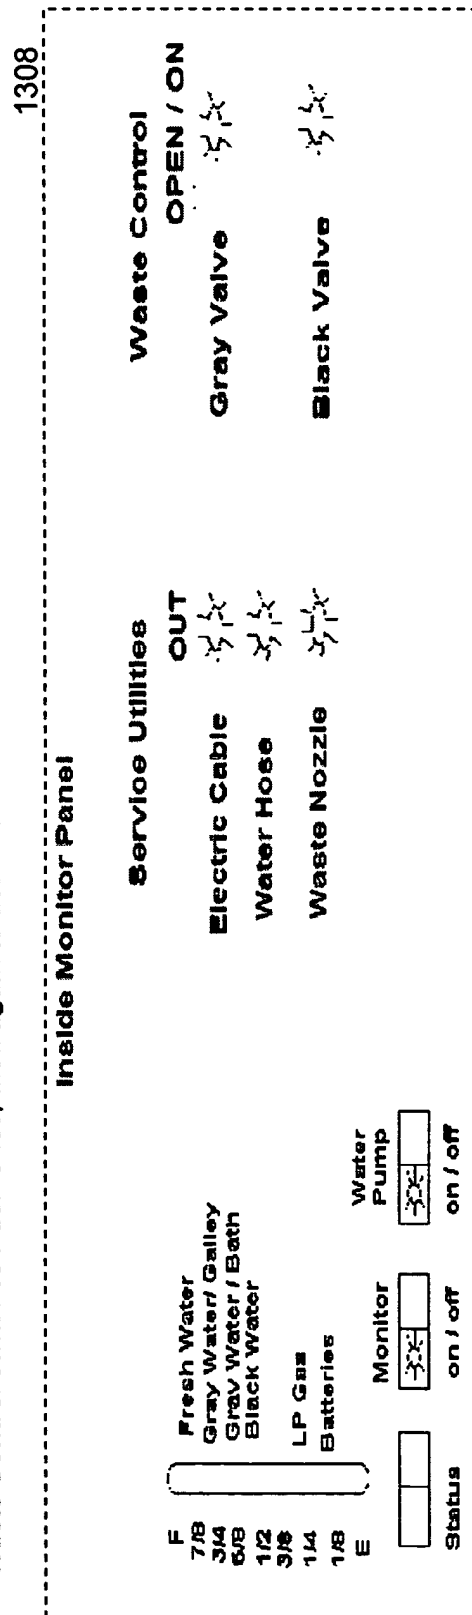 1308
Inside Monitor Panel
F
7/8
3/4
5/8
1/2
3/8
1/4
1/8
E
Fresh Water
Gray Water/ Galley
Gray Water / Bath
Black Water
LP Gas
Batteries
Status
Monitor
on / off
Water
Pump
on / off
Service Utilities
OUT
Electric Cable
Water Hose
Waste Nozzle
Waste Control
OPEN / ON
Gray Valve
Black Valve